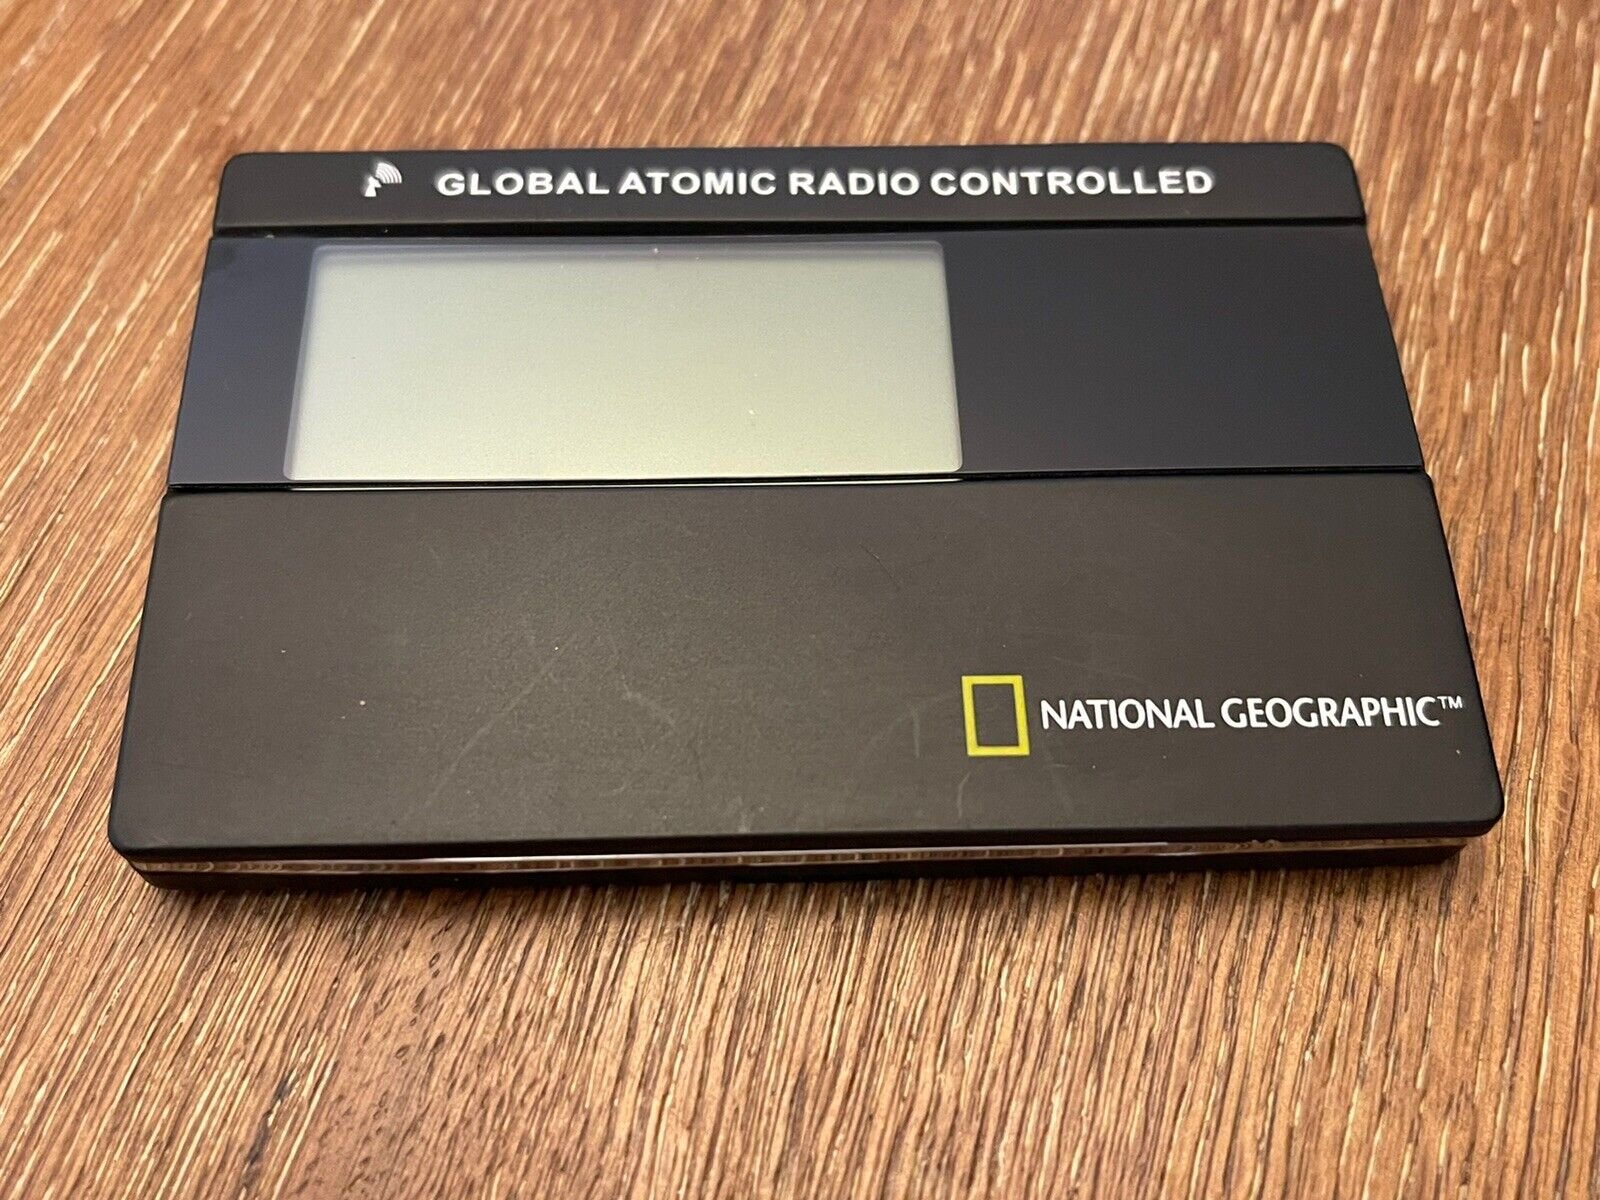 GLOBAL ATOMIC RADIO CONTROLLED
NATIONAL GEOGRAPHIC™